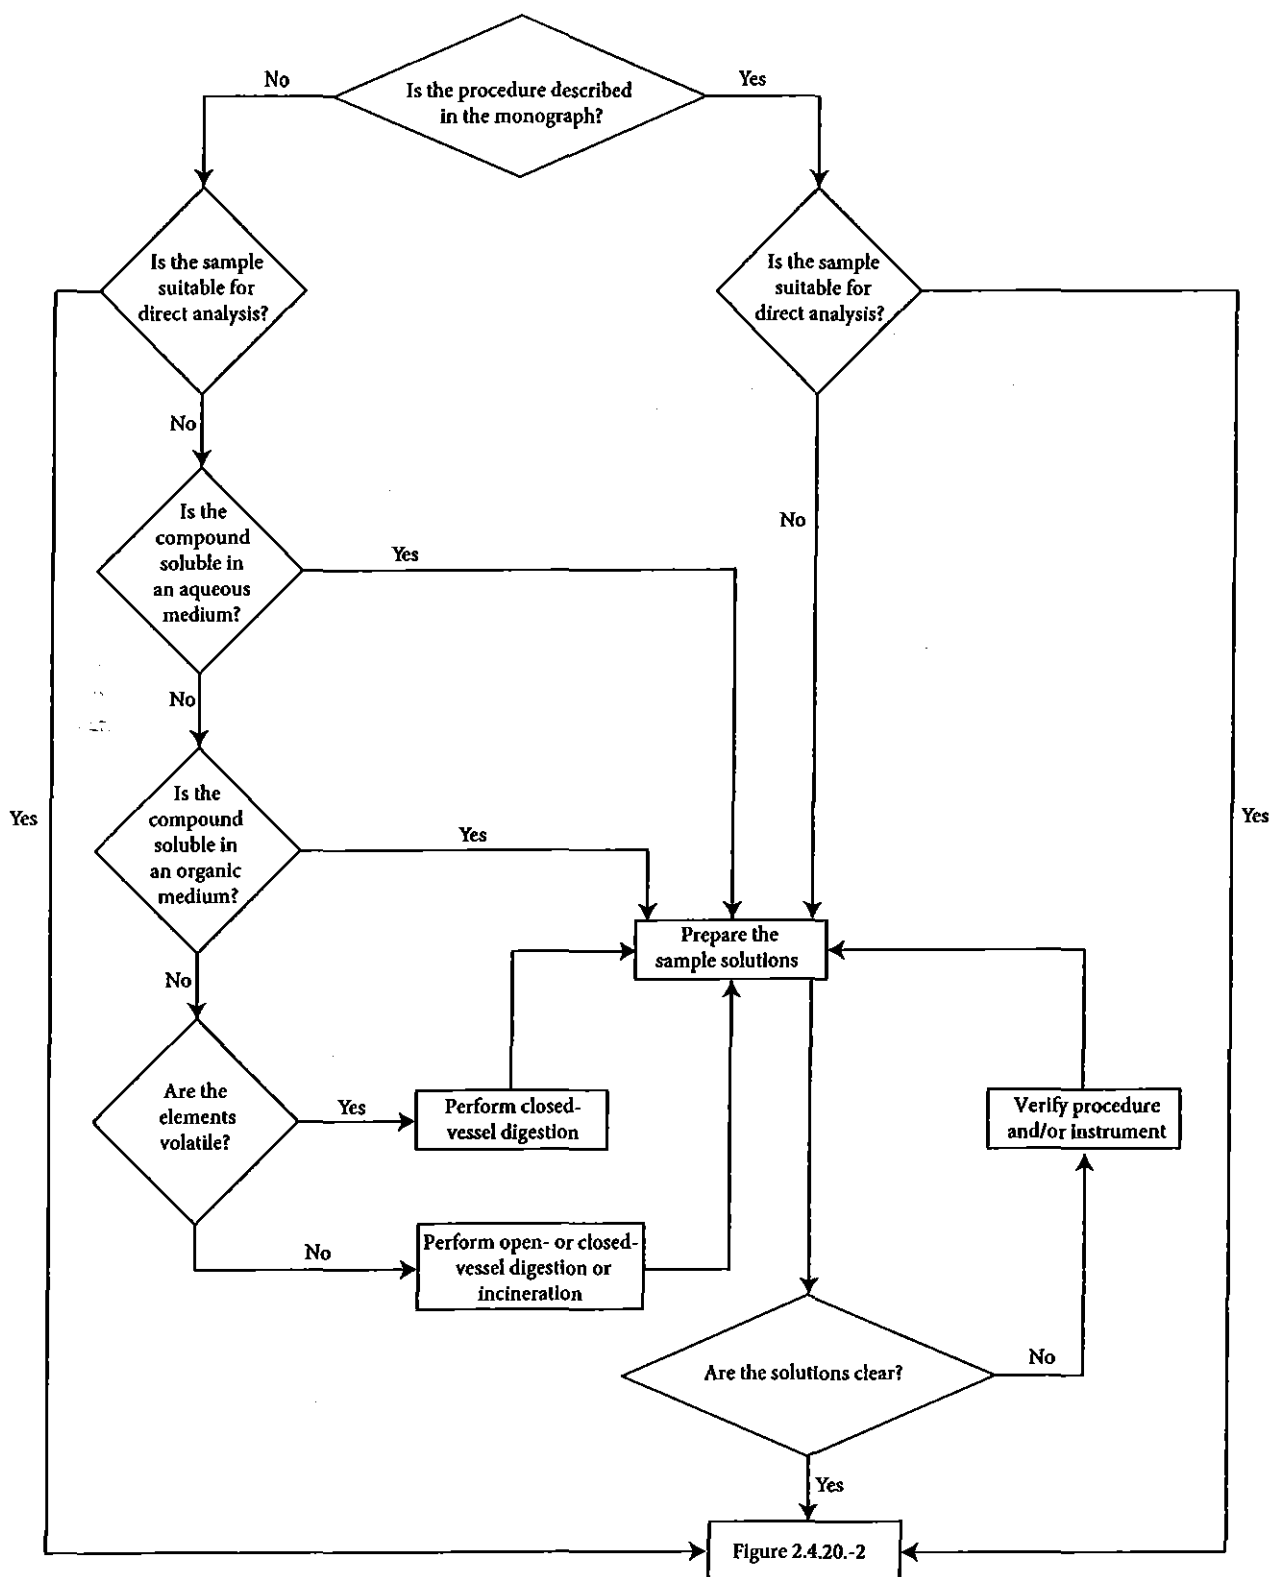 Is the procedure described
in the monograph?
No
Yes
Is the sample
suitable for
direct analysis?
Is the sample
suitable for
direct analysis?
No
No
Is the
compound
soluble in
an aqueous
medium?
Yes
No
Is the
compound
soluble in
an organic
medium?
Yes
Yes
Yes
Prepare the
sample solutions
No
Are the
elements
volatile?
Yes
Perform closed-
vessel digestion
Verify procedure
and/or instrument
No
Perform open- or closed-
vessel digestion or
incineration
Are the solutions clear?
No
Yes
Figure 2.4.20.-2